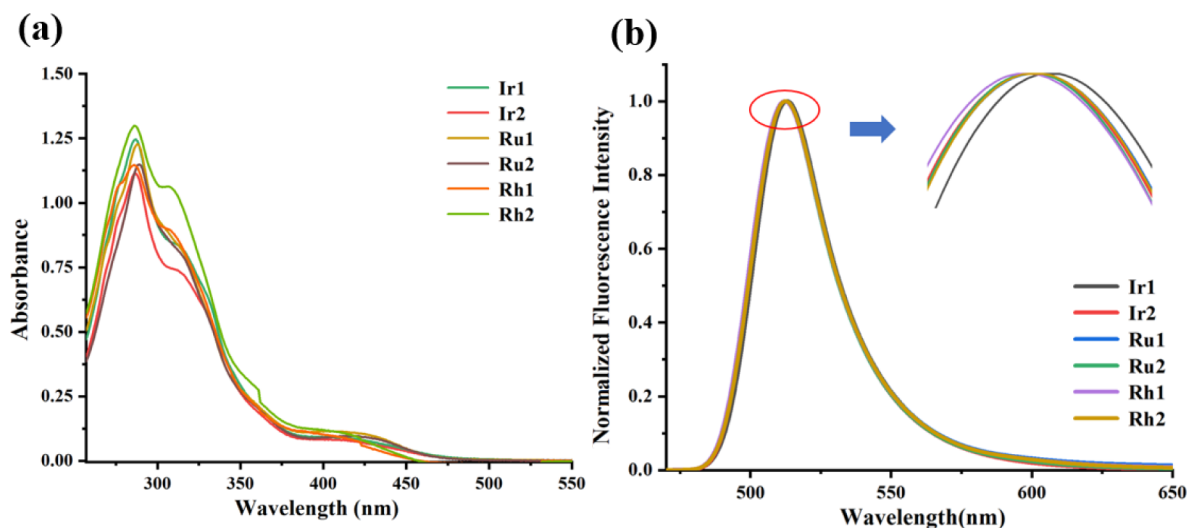 (a)
1.50
1.25
1.00
0.75
0.50
0.25
0.00
Absorbance
300
350
400
450
500
550
Wavelength (nm)
Ir1
Ir2
Ru1
Ru2
Rh1
Rh2
(b)
1.0
0.8
0.6
0.4
0.2
0.0
Normalized Fluorescence Intensity
500
550
600
650
Wavelength(nm)
Ir1
Ir2
Ru1
Ru2
Rh1
Rh2